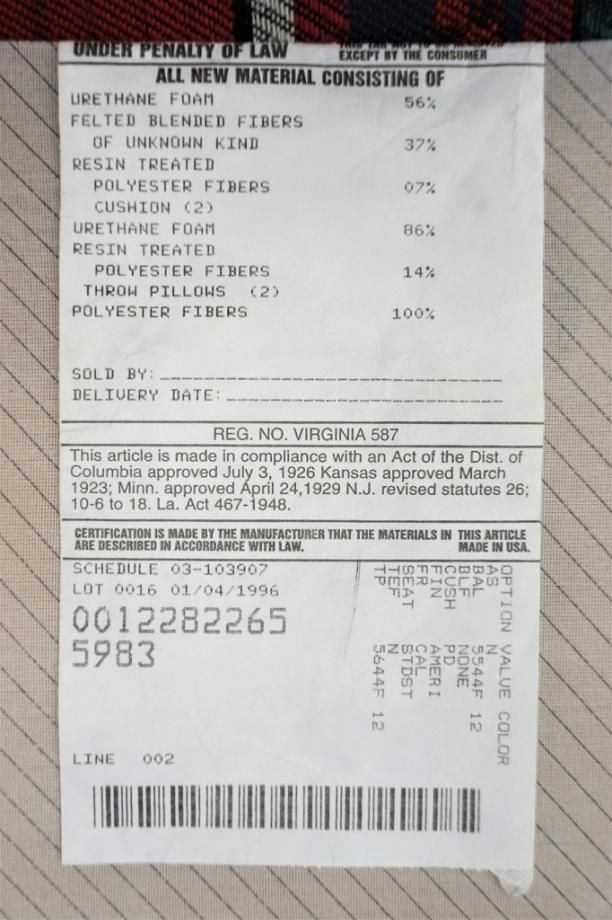 UNDER PENALTY OF LAW
EXCEPT BY THE CONSUMER
ALL NEW MATERIAL CONSISTING OF
URETHANE FOAM 56%
FELTED BLENDED FIBERS
OF UNKNOWN KIND 37%
RESIN TREATED
POLYESTER FIBERS 07%
CUSHION (2)
URETHANE FOAM 86%
RESIN TREATED
POLYESTER FIBERS 14%
THROW PILLOWS (2)
POLYESTER FIBERS 100%
SOLD BY:
DELIVERY DATE:
REG. NO. VIRGINIA 587
This article is made in compliance with an Act of the Dist. of
Columbia approved July 3, 1926 Kansas approved March
1923; Minn. approved April 24,1929 N.J. revised statutes 26;
10-6 to 18. La. Act 467-1948.
CERTIFICATION IS MADE BY THE MANUFACTURER THAT THE MATERIALS IN THIS ARTICLE
ARE DESCRIBED IN ACCORDANCE WITH LAW. MADE IN USA.
SCHEDULE 03-103907
LOT 0016 01/04/1996
0012282265
5983
LINE 002
OPTION VALUE COLOR
AS N
BAL 5544F 12
BLF NONE
CUSH PD
FIN AMERI
FR CAL
SEAT STDST
TEF N
TP 5644F 12